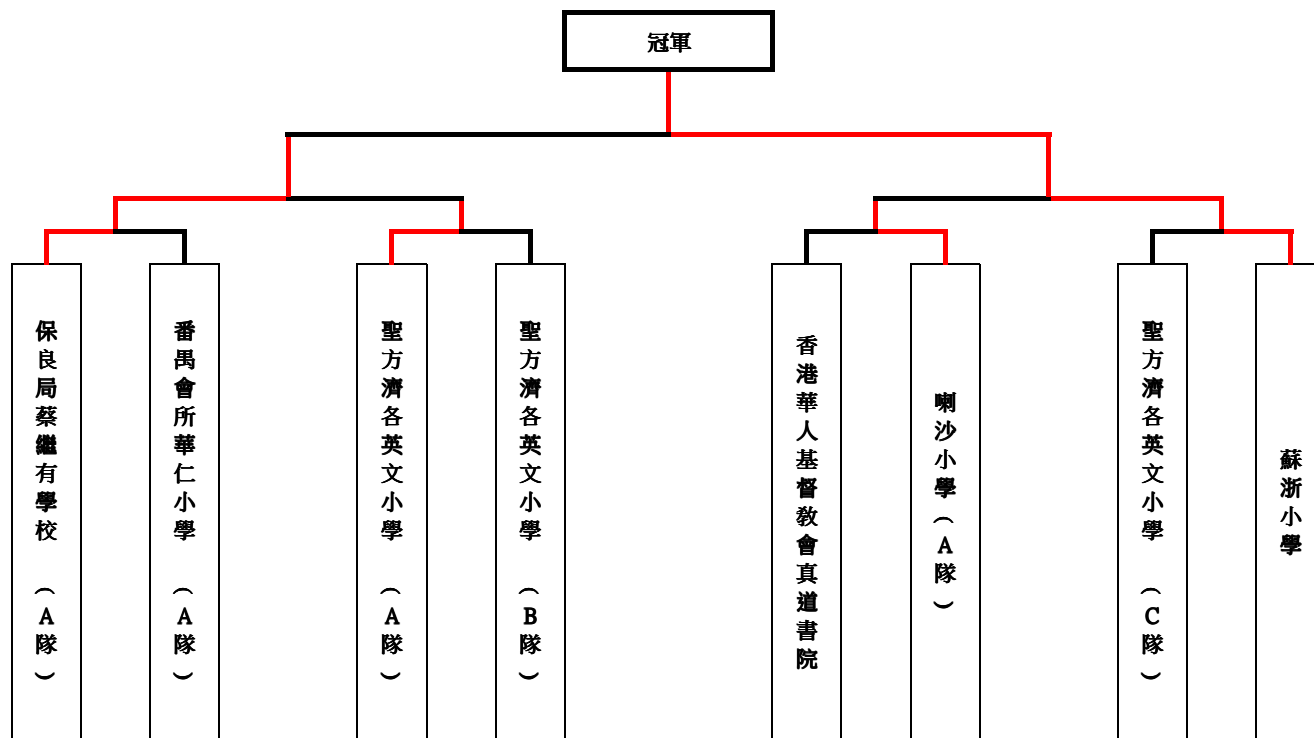 冠軍
保良局蔡繼有學校 （A隊）
番禺會所華仁小學 （A隊）
聖方濟各英文小學 （A隊）
聖方濟各英文小學 （B隊）
香港華人基督教會真道書院
喇沙小學（A隊）
聖方濟各英文小學 （C隊）
蘇浙小學